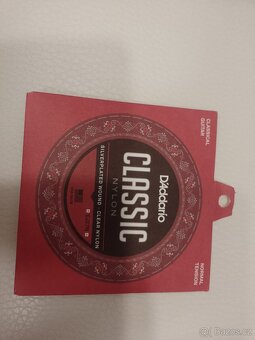 D'Addario
CLASSIC
NYLON
SILVERPLATED WOUND • CLEAR NYLON
CLASSICAL
GUITAR
NORMAL
TENSION